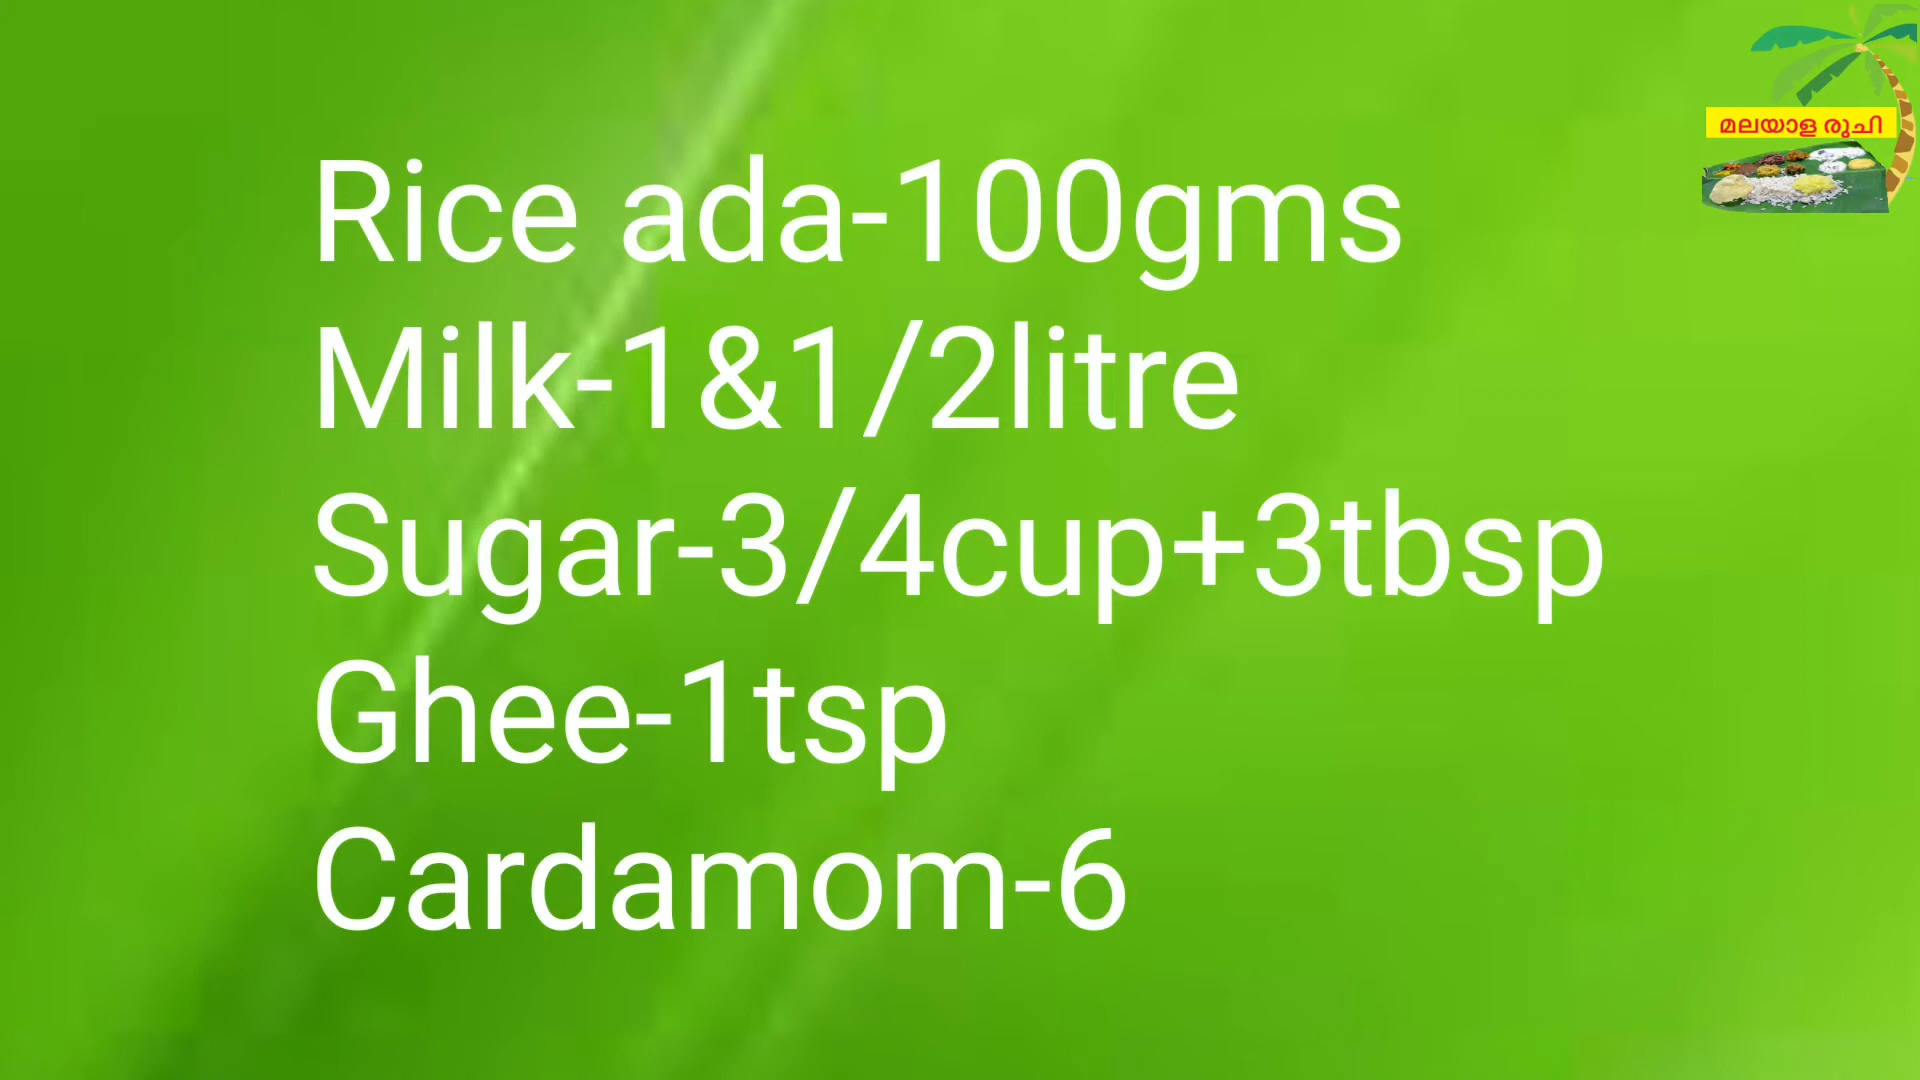 Rice ada-100gms
Milk-1&1/2litre
Sugar-3/4cup+3tbsp
Ghee-1tsp
Cardamom-6
മലയാള രുചി